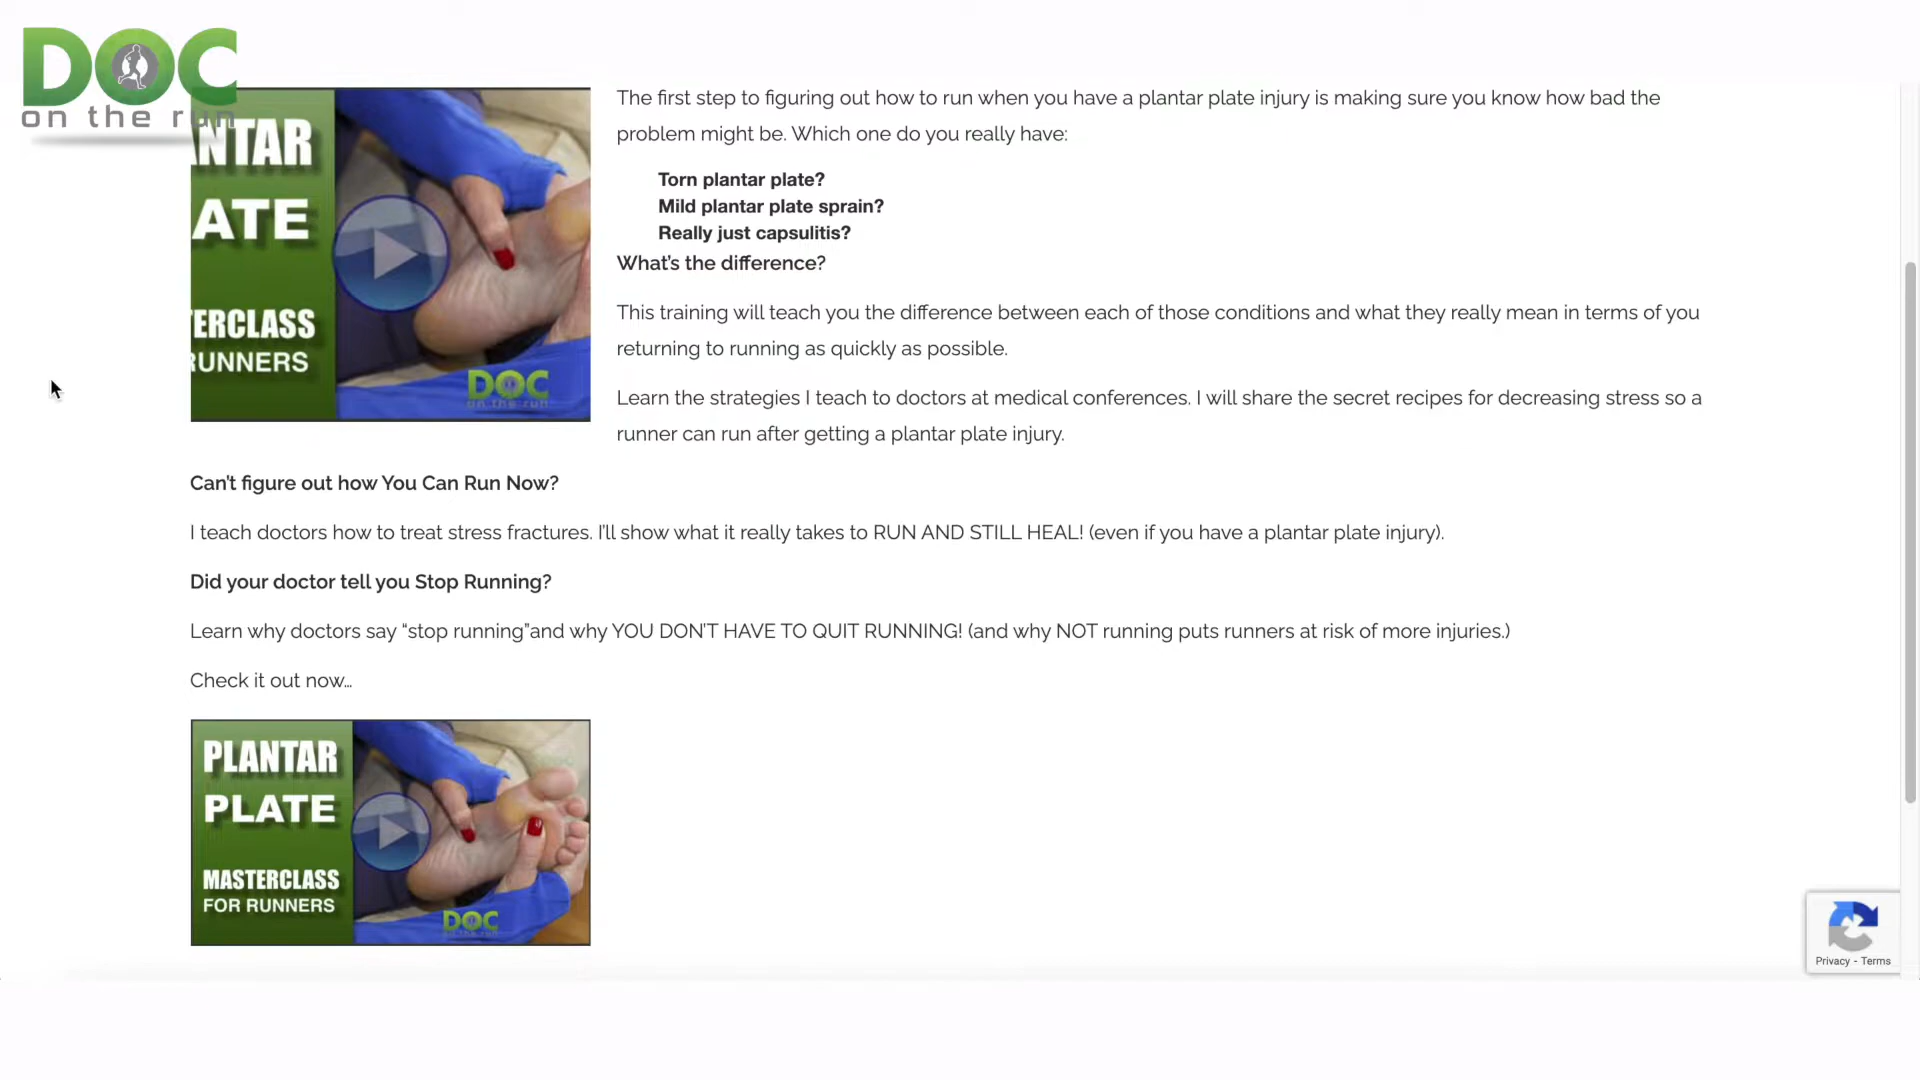 DOC
on the run
NTAR
ATE
ERCLASS
RUNNERS
DOC
on the run
The first step to figuring out how to run when you have a plantar plate injury is making sure you know how bad the
problem might be. Which one do you really have:
Torn plantar plate?
Mild plantar plate sprain?
Really just capsulitis?
What's the difference?
This training will teach you the difference between each of those conditions and what they really mean in terms of you
returning to running as quickly as possible.
Learn the strategies I teach to doctors at medical conferences. I will share the secret recipes for decreasing stress so a
runner can run after getting a plantar plate injury.
Can't figure out how You Can Run Now?
I teach doctors how to treat stress fractures. I'll show what it really takes to RUN AND STILL HEAL! (even if you have a plantar plate injury).
Did your doctor tell you Stop Running?
Learn why doctors say “stop running”and why YOU DON'T HAVE TO QUIT RUNNING! (and why NOT running puts runners at risk of more injuries.)
Check it out now…
PLANTAR
PLATE
MASTERCLASS
FOR RUNNERS
DOC
on the run
Privacy - Terms